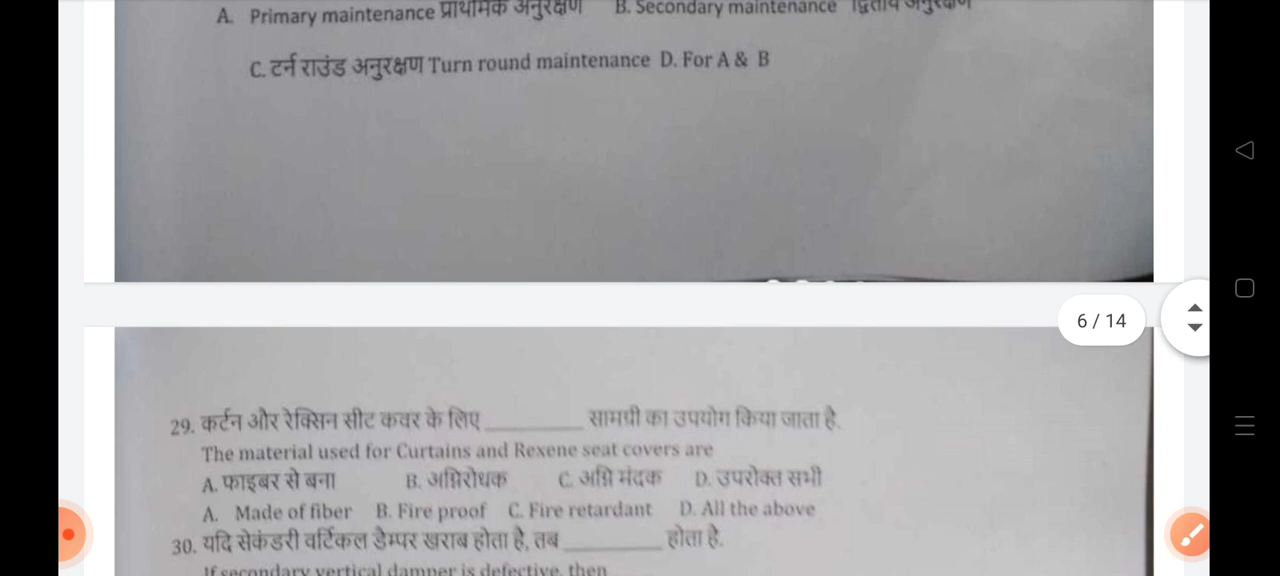 A. Primary maintenance प्राथमिक अनुरक्षण B. Secondary maintenance द्वितीय अनुरक्षण
C. टर्न राउंड अनुरक्षण Turn round maintenance D. For A & B
6 / 14
29. कर्टन और रेक्सिन सीट कवर के लिए ________ सामग्री का उपयोग किया जाता है.
The material used for Curtains and Rexene seat covers are
A. फाइबर से बना B. अग्निरोधक C. अग्नि मंदक D. उपरोक्त सभी
A. Made of fiber B. Fire proof C. Fire retardant D. All the above
30. यदि सेकंडरी वर्टिकल डैम्पर खराब होता है, तब ________ होता है.
If secondary vertical damper is defective, then